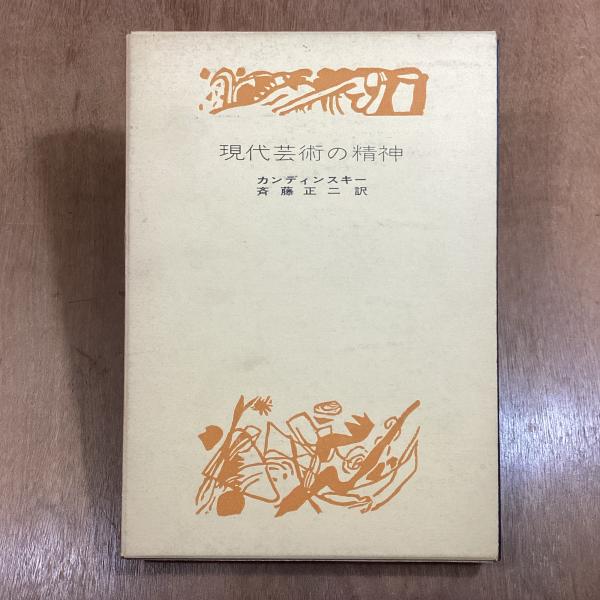 現代芸術の精神
カンディンスキー
斉藤正二 訳